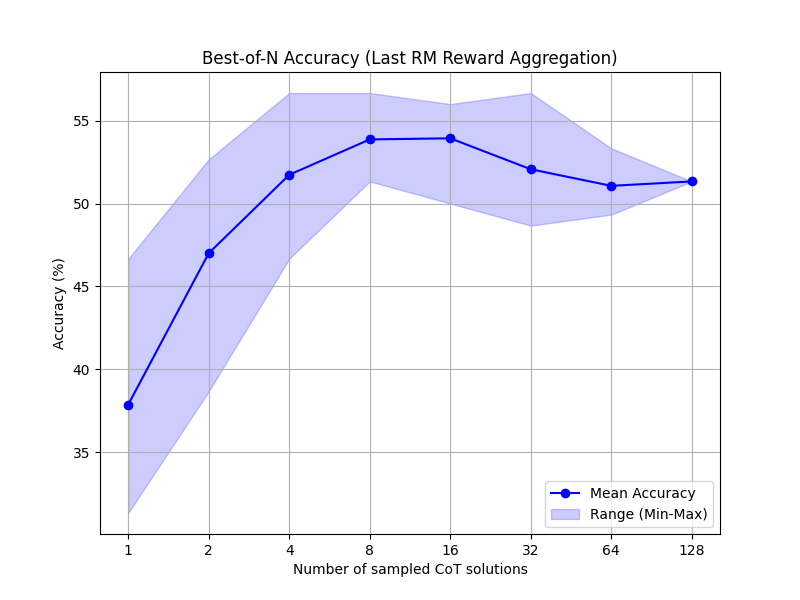 Best-of-N Accuracy (Last RM Reward Aggregation)
Accuracy (%)
55
50
45
40
35
1 2 4 8 16 32 64 128
Number of sampled CoT solutions
Mean Accuracy
Range (Min-Max)